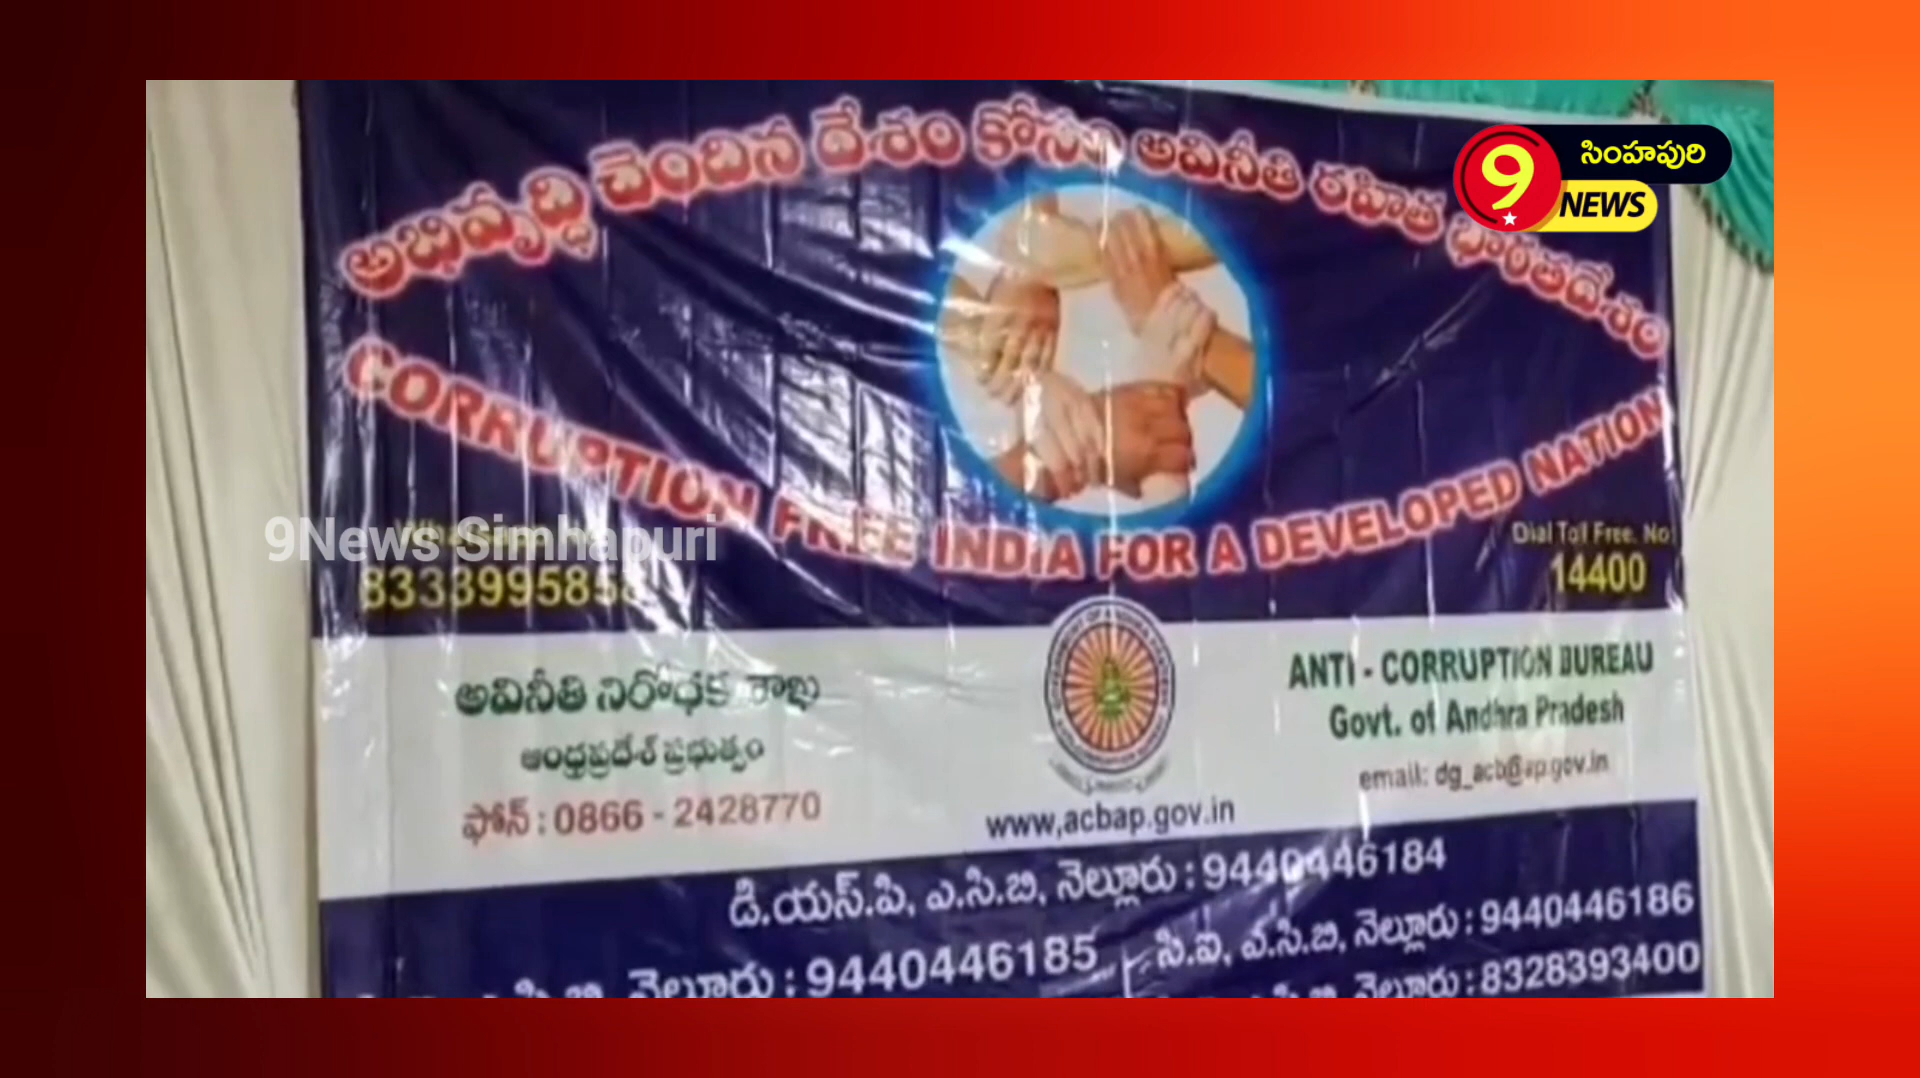 అభివృద్ధి చెందిన దేశం కోసం అవినీతి రహిత భారతదేశం
సింహపురి
9 NEWS
CORRUPTION FREE INDIA FOR A DEVELOPED NATION
9News Simhapuri
833399585
Dial Toll Free. No:
14400
అవినీతి నిరోధక శాఖ
ఆంధ్రప్రదేశ్ ప్రభుత్వం
ఫోన్ : 0866 - 2428770
www.acbap.gov.in
ANTI - CORRUPTION BUREAU
Govt. of Andhra Pradesh
email: dg_acb@ap.gov.in
డి.యస్.పి, ఎ.సి.బి, నెల్లూరు : 9440446184
నెల్లూరు : 9440446185
సి.ఐ, ఎ.సి.బి, నెల్లూరు : 9440446186
నెల్లూరు : 8328393400